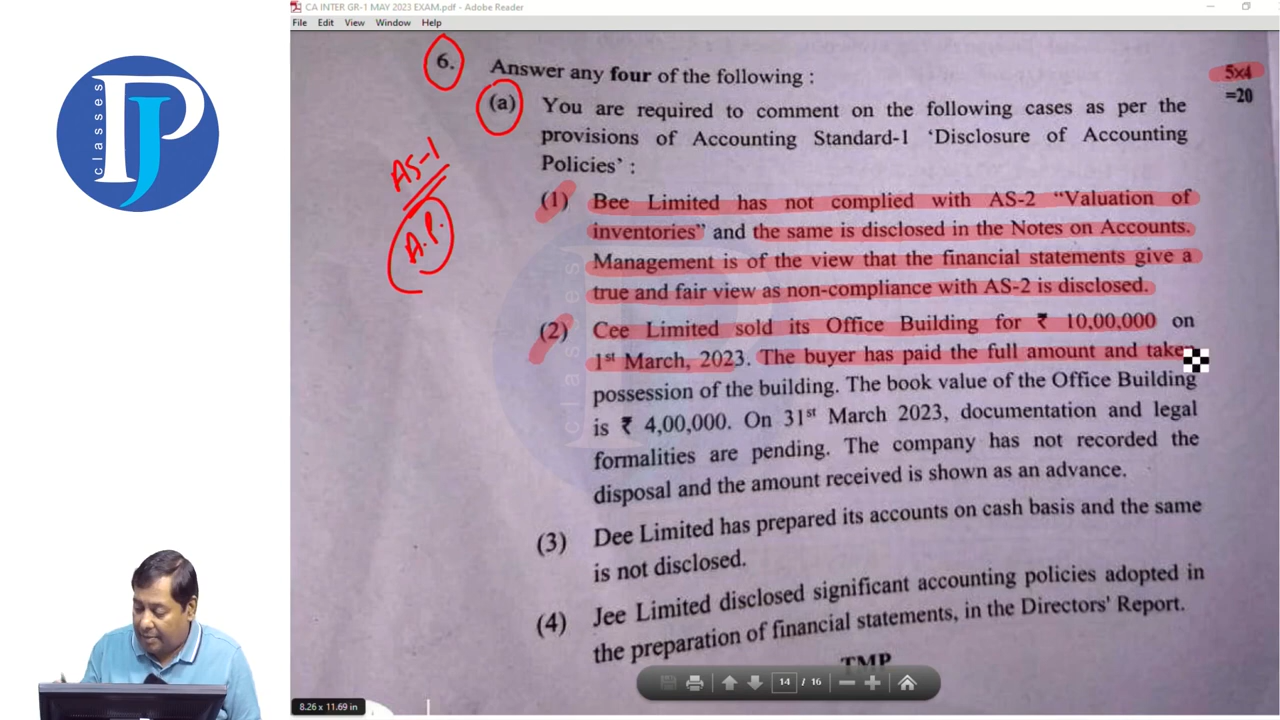 CA INTER GR-1 MAY 2023 EXAM.pdf - Adobe Reader
File Edit View Window Help
classes
PJ
6. Answer any four of the following : 5×4
=20
(a) You are required to comment on the following cases as per the
provisions of Accounting Standard-1 ‘Disclosure of Accounting
Policies’ :
AS-1
A.P.
(1) Bee Limited has not complied with AS-2 “Valuation of
inventories” and the same is disclosed in the Notes on Accounts.
Management is of the view that the financial statements give a
true and fair view as non-compliance with AS-2 is disclosed.
(2) Cee Limited sold its Office Building for ₹ 10,00,000 on
1st March, 2023. The buyer has paid the full amount and taken
possession of the building. The book value of the Office Building
is ₹ 4,00,000. On 31st March 2023, documentation and legal
formalities are pending. The company has not recorded the
disposal and the amount received is shown as an advance.
(3) Dee Limited has prepared its accounts on cash basis and the same
is not disclosed.
(4) Jee Limited disclosed significant accounting policies adopted in
the preparation of financial statements, in the Directors' Report.
TMP
14 / 16
8.26 x 11.69 in